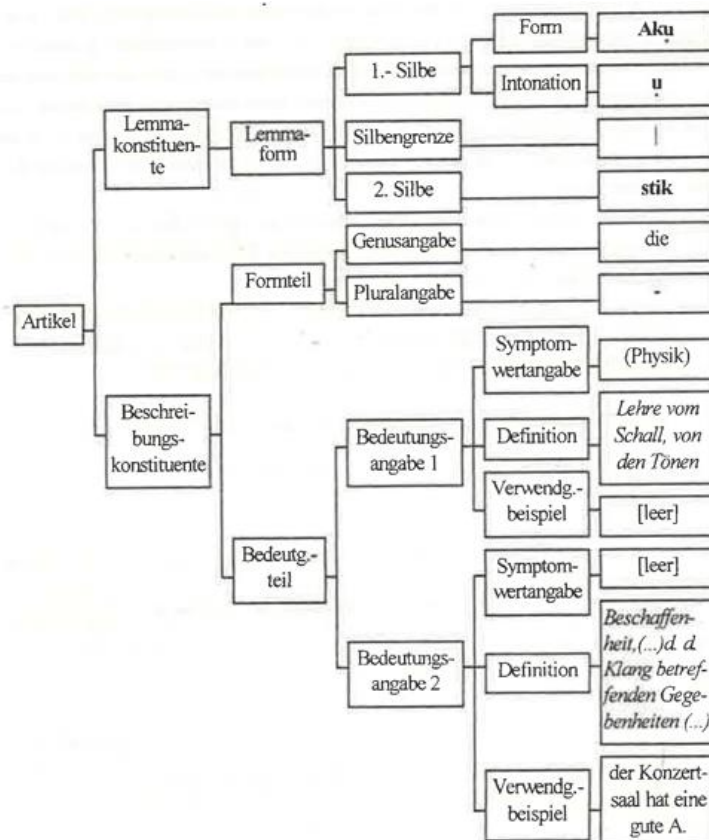 Artikel
Lemma-
konstituen-
te
Lemma-
form
1.- Silbe
Form
Akụ
Intonation
ụ
Silbengrenze
|
2. Silbe
stik
Beschrei-
bungs-
konstituente
Formteil
Genusangabe
die
Pluralangabe
-
Bedeutg.-
teil
Bedeutungs-
angabe 1
Symptom-
wertangabe
(Physik)
Definition
Lehre vom
Schall, von
den Tönen
Verwendg.-
beispiel
[leer]
Bedeutungs-
angabe 2
Symptom-
wertangabe
[leer]
Definition
Beschaffen-
heit,(...)d. d.
Klang betref-
fenden Gege-
benheiten (...)
Verwendg.-
beispiel
der Konzert-
saal hat eine
gute A.